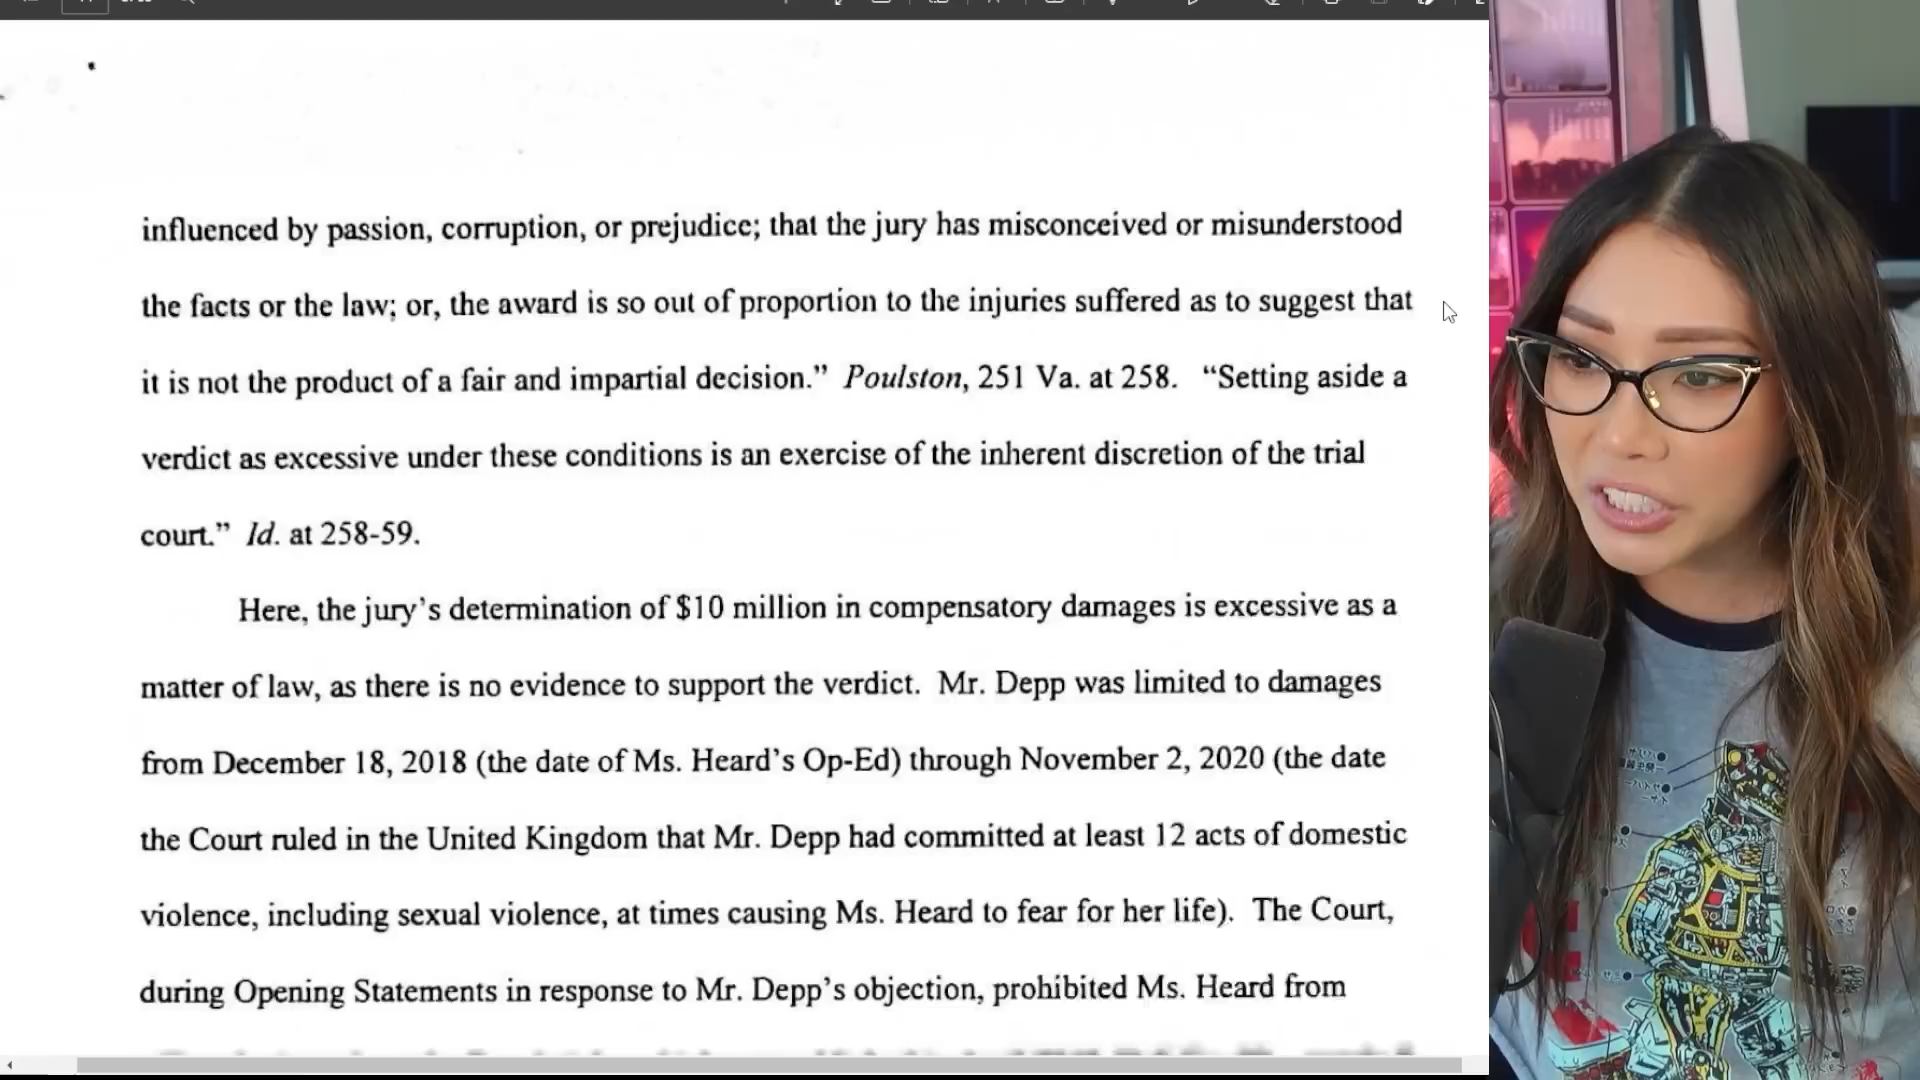 influenced by passion, corruption, or prejudice; that the jury has misconceived or misunderstood
the facts or the law; or, the award is so out of proportion to the injuries suffered as to suggest that
it is not the product of a fair and impartial decision.” Poulston, 251 Va. at 258. “Setting aside a
verdict as excessive under these conditions is an exercise of the inherent discretion of the trial
court.” Id. at 258-59.
Here, the jury’s determination of $10 million in compensatory damages is excessive as a
matter of law, as there is no evidence to support the verdict. Mr. Depp was limited to damages
from December 18, 2018 (the date of Ms. Heard’s Op-Ed) through November 2, 2020 (the date
the Court ruled in the United Kingdom that Mr. Depp had committed at least 12 acts of domestic
violence, including sexual violence, at times causing Ms. Heard to fear for her life). The Court,
during Opening Statements in response to Mr. Depp’s objection, prohibited Ms. Heard from